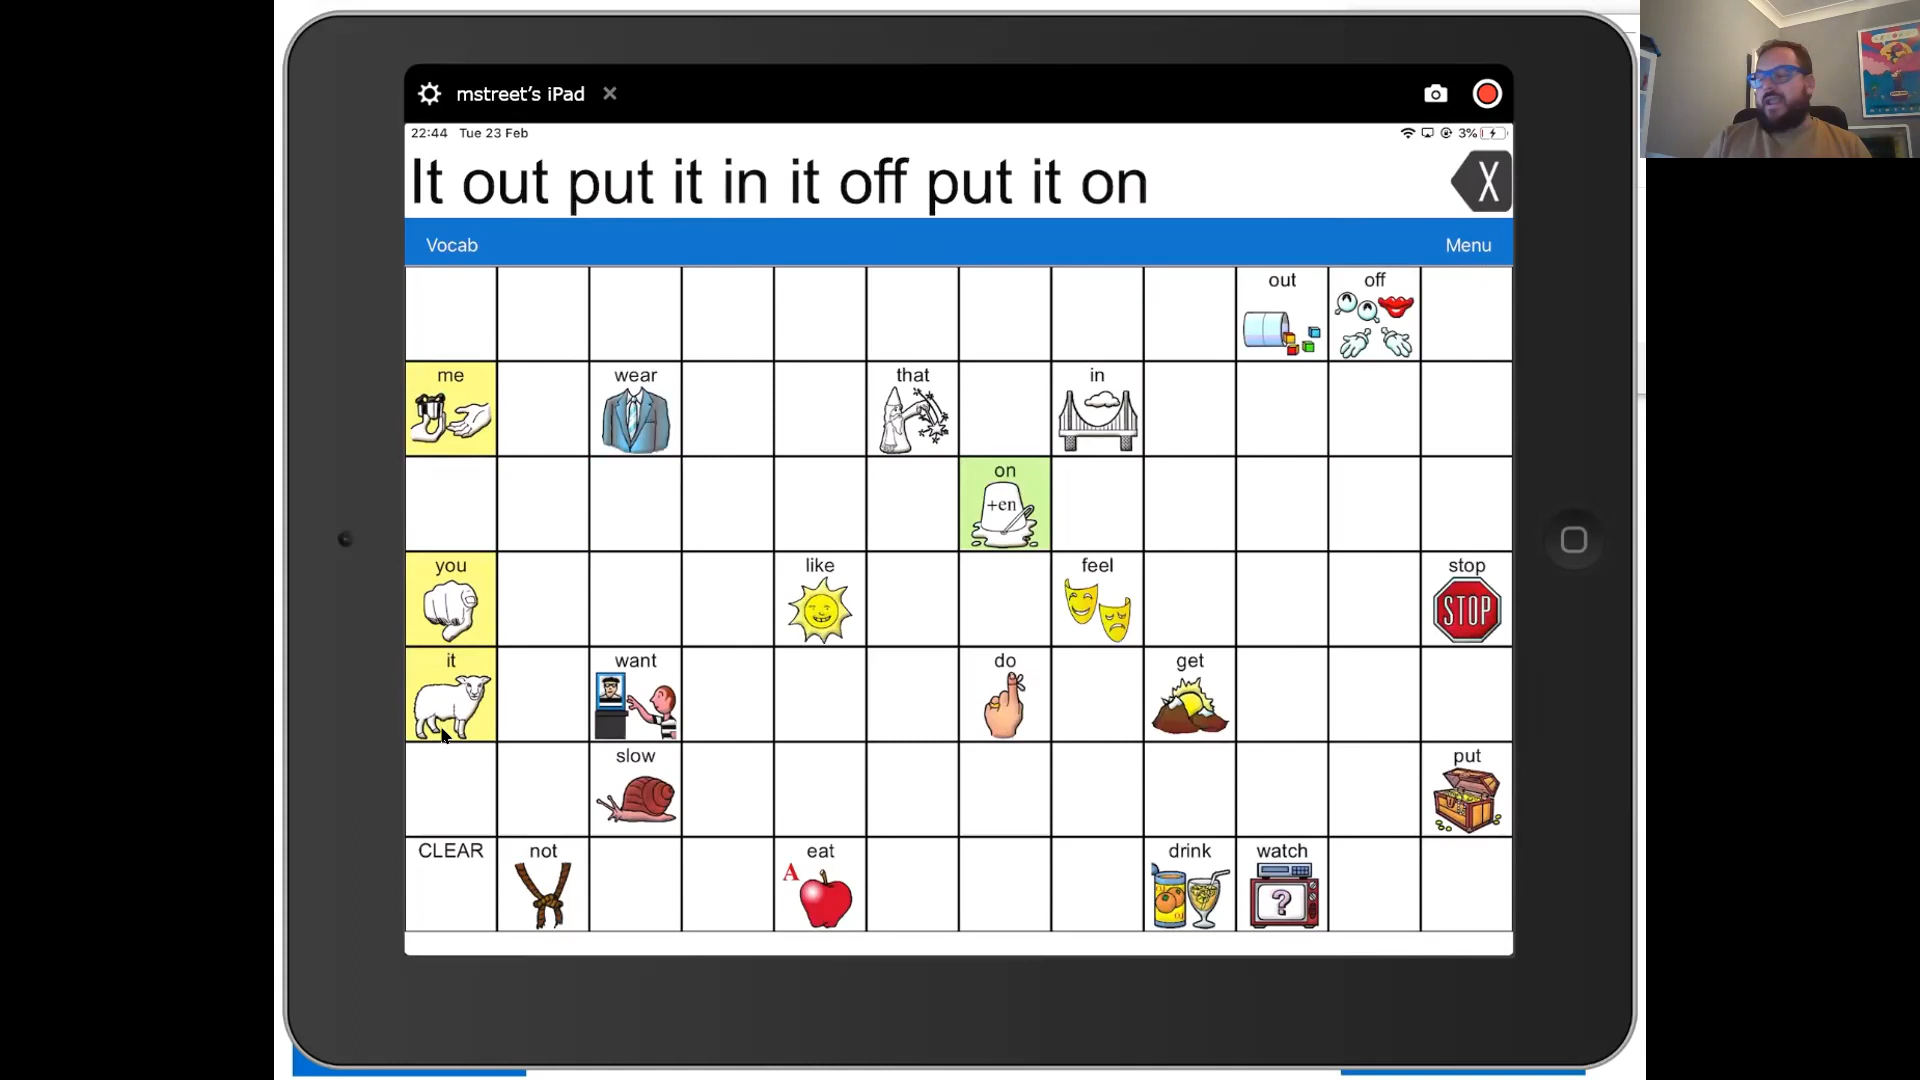 mstreet's iPad
22:44 Tue 23 Feb
3%
It out put it in it off put it on
X
Vocab
Menu
out
off
me
wear
that
in
on
+en
you
like
feel
stop
STOP
it
want
do
get
slow
put
CLEAR
not
eat
A
drink
watch
?